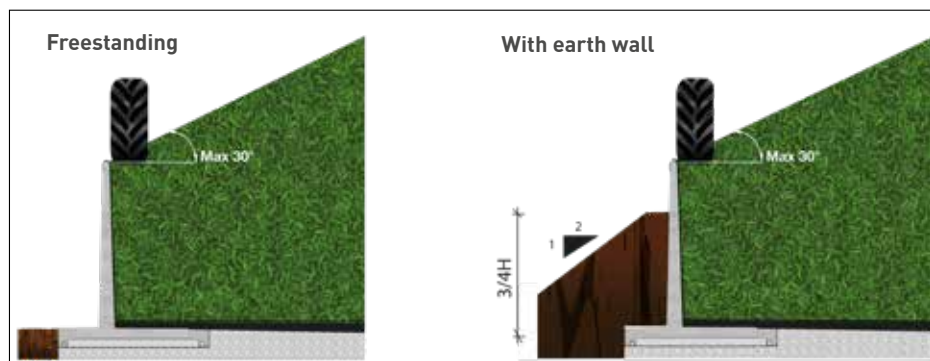 Freestanding
With earth wall
Max 30°
Max 30°
2
1
3/4H